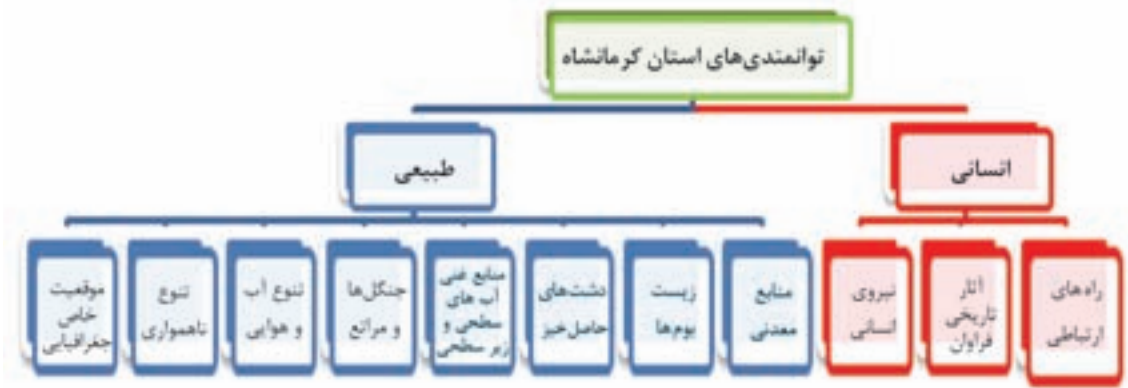 توانمندی‌های استان کرمانشاه
انسانی
طبیعی
راه‌های
ارتباطی
آثار
تاریخی
فراوان
نیروی
انسانی
منابع
معدنی
زیست
بوم‌ها
دشت‌های
حاصل‌خیز
منابع غنی
آب های
سطحی و
زیر سطحی
جنگل‌ها
و مراتع
تنوع آب
و هوایی
تنوع
ناهمواری
موقعیت
خاص
جغرافیایی